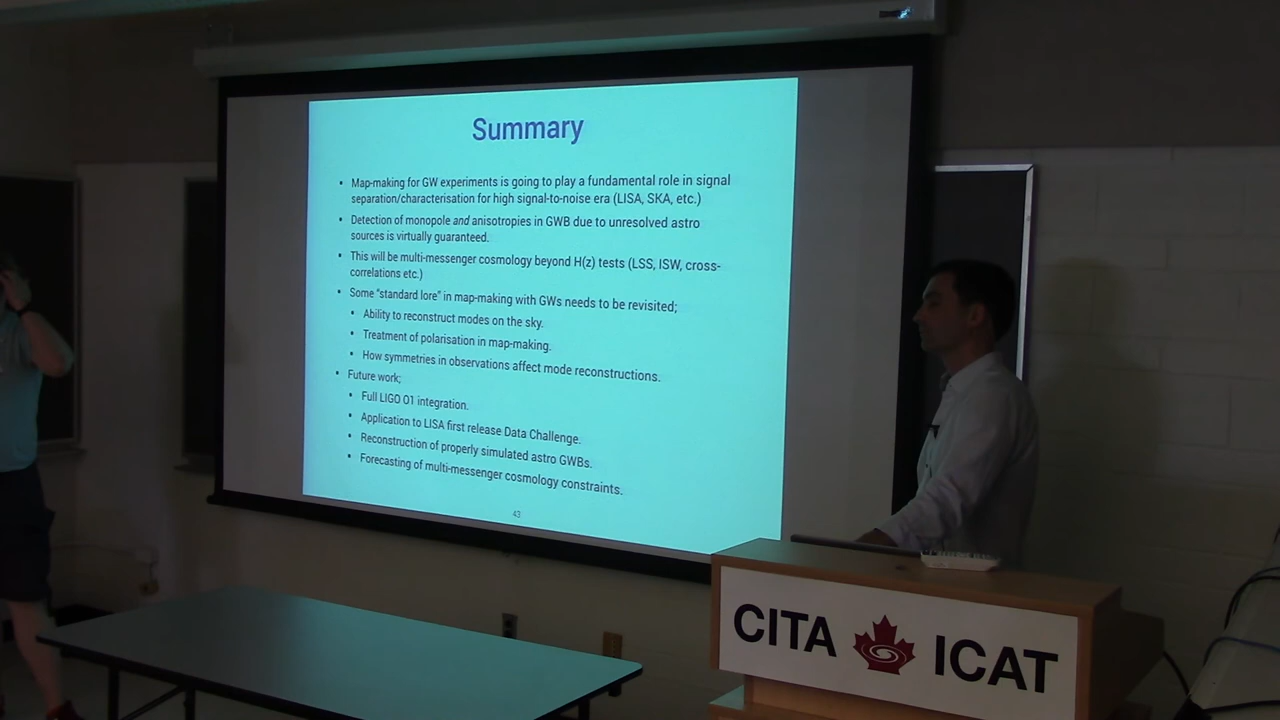 Summary
• Map-making for GW experiments is going to play a fundamental role in signal
separation/characterisation for high signal-to-noise era (LISA, SKA, etc.)
• Detection of monopole and anisotropies in GWB due to unresolved astro
sources is virtually guaranteed.
• This will be multi-messenger cosmology beyond H(z) tests (LSS, ISW, cross-
correlations etc.)
• Some "standard lore" in map-making with GWs needs to be revisited;
• Ability to reconstruct modes on the sky.
• Treatment of polarisation in map-making.
• How symmetries in observations affect mode reconstructions.
• Future work;
• Full LIGO O1 integration.
• Application to LISA first release Data Challenge.
• Reconstruction of properly simulated astro GWBs.
• Forecasting of multi-messenger cosmology constraints.
43
CITA ICAT